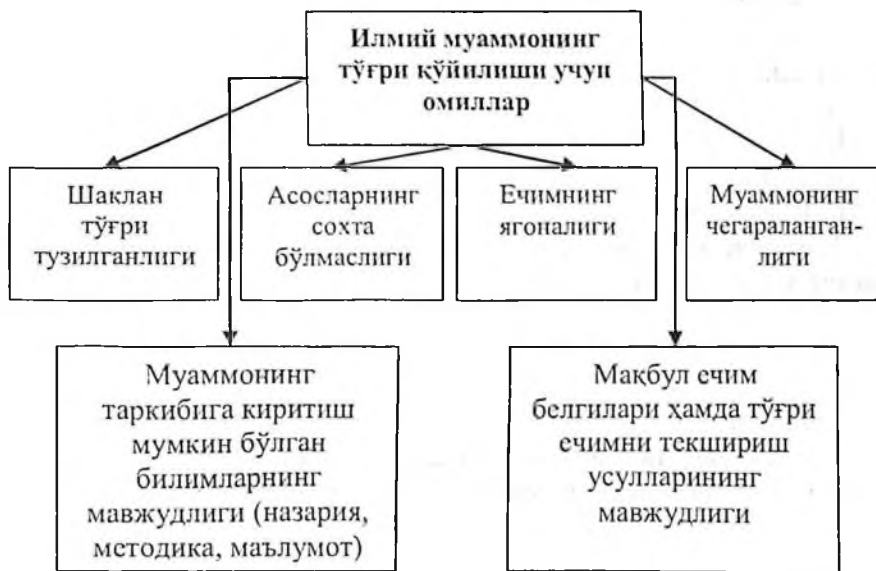 Илмий муаммонинг
тўғри қўйилиши учун
омиллар
Шаклан
тўғри
тузилганлиги
Асосларнинг
сохта
бўлмаслиги
Ечимнинг
ягоналиги
Муаммонинг
чегараланган-
лиги
Муаммонинг
таркибига киритиш
мумкин бўлган
билимларнинг
мавжудлиги (назария,
методика, маълумот)
Мақбул ечим
белгилари ҳамда тўғри
ечимни текшириш
усулларининг
мавжудлиги